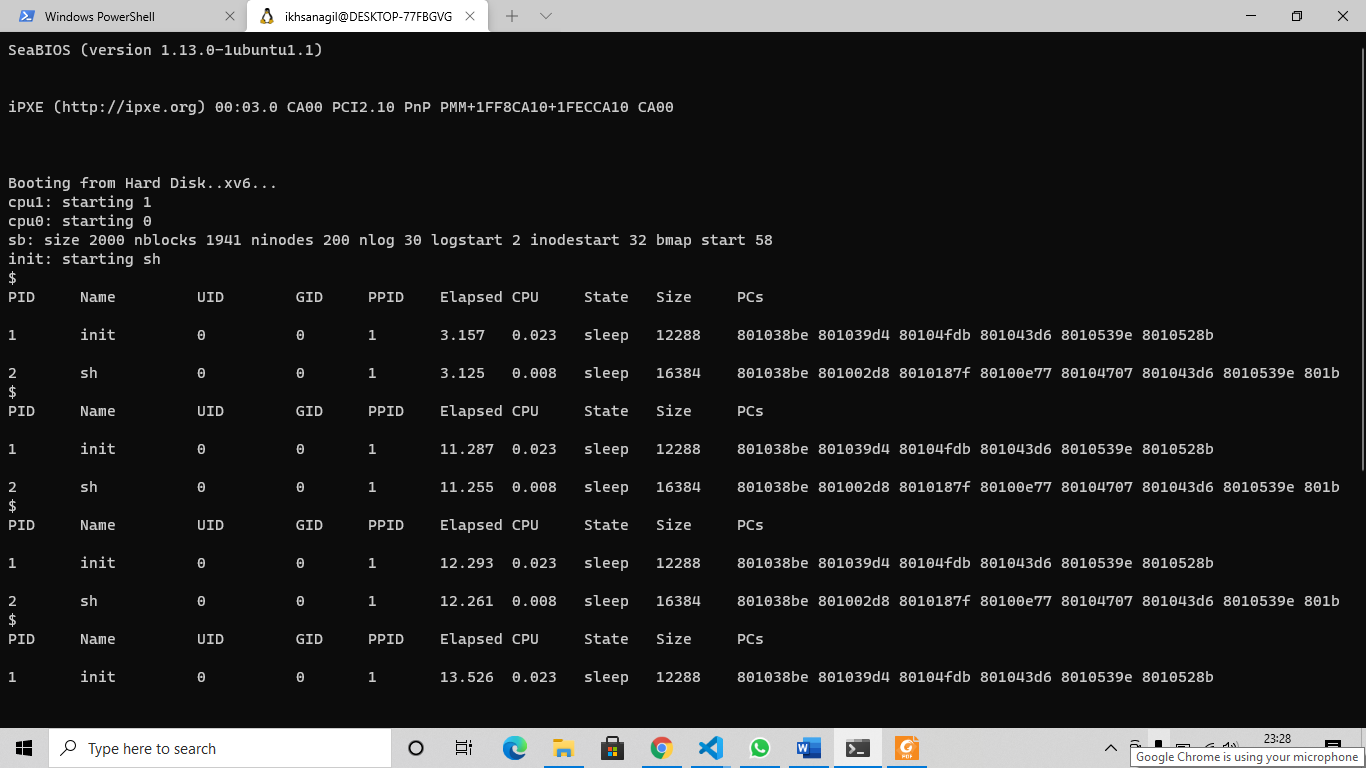 Windows PowerShell
ikhsanagil@DESKTOP-77FBGVG
SeaBIOS (version 1.13.0-1ubuntu1.1)
iPXE (http://ipxe.org) 00:03.0 CA00 PCI2.10 PnP PMM+1FF8CA10+1FECCA10 CA00
Booting from Hard Disk..xv6...
cpu1: starting 1
cpu0: starting 0
sb: size 2000 nblocks 1941 ninodes 200 nlog 30 logstart 2 inodestart 32 bmap start 58
init: starting sh
$
PID Name UID GID PPID Elapsed CPU State Size PCs
1 init 0 0 1 3.157 0.023 sleep 12288 801038be 801039d4 80104fdb 801043d6 8010539e 8010528b
2 sh 0 0 1 3.125 0.008 sleep 16384 801038be 801002d8 8010187f 80100e77 80104707 801043d6 8010539e 801b
$
PID Name UID GID PPID Elapsed CPU State Size PCs
1 init 0 0 1 11.287 0.023 sleep 12288 801038be 801039d4 80104fdb 801043d6 8010539e 8010528b
2 sh 0 0 1 11.255 0.008 sleep 16384 801038be 801002d8 8010187f 80100e77 80104707 801043d6 8010539e 801b
$
PID Name UID GID PPID Elapsed CPU State Size PCs
1 init 0 0 1 12.293 0.023 sleep 12288 801038be 801039d4 80104fdb 801043d6 8010539e 8010528b
2 sh 0 0 1 12.261 0.008 sleep 16384 801038be 801002d8 8010187f 80100e77 80104707 801043d6 8010539e 801b
$
PID Name UID GID PPID Elapsed CPU State Size PCs
1 init 0 0 1 13.526 0.023 sleep 12288 801038be 801039d4 80104fdb 801043d6 8010539e 8010528b
Type here to search
PDF
23:28
Google Chrome is using your microphone